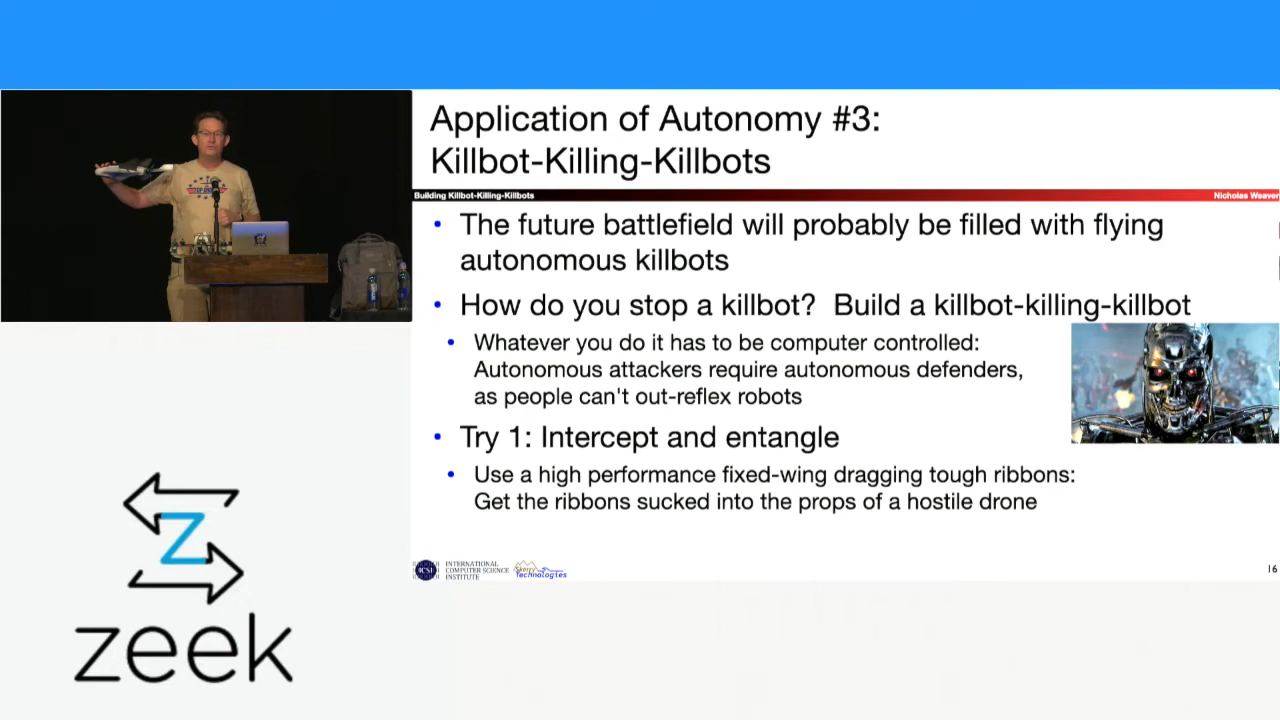 Application of Autonomy #3:
Killbot-Killing-Killbots
Building Killbot-Killing-Killbots
Nicholas Weaver
The future battlefield will probably be filled with flying
autonomous killbots
How do you stop a killbot? Build a killbot-killing-killbot
Whatever you do it has to be computer controlled:
Autonomous attackers require autonomous defenders,
as people can't out-reflex robots
Try 1: Intercept and entangle
Use a high performance fixed-wing dragging tough ribbons:
Get the ribbons sucked into the props of a hostile drone
ICSI
INTERNATIONAL
COMPUTER SCIENCE
INSTITUTE
Skerry
Technologies
16
Z
zeek